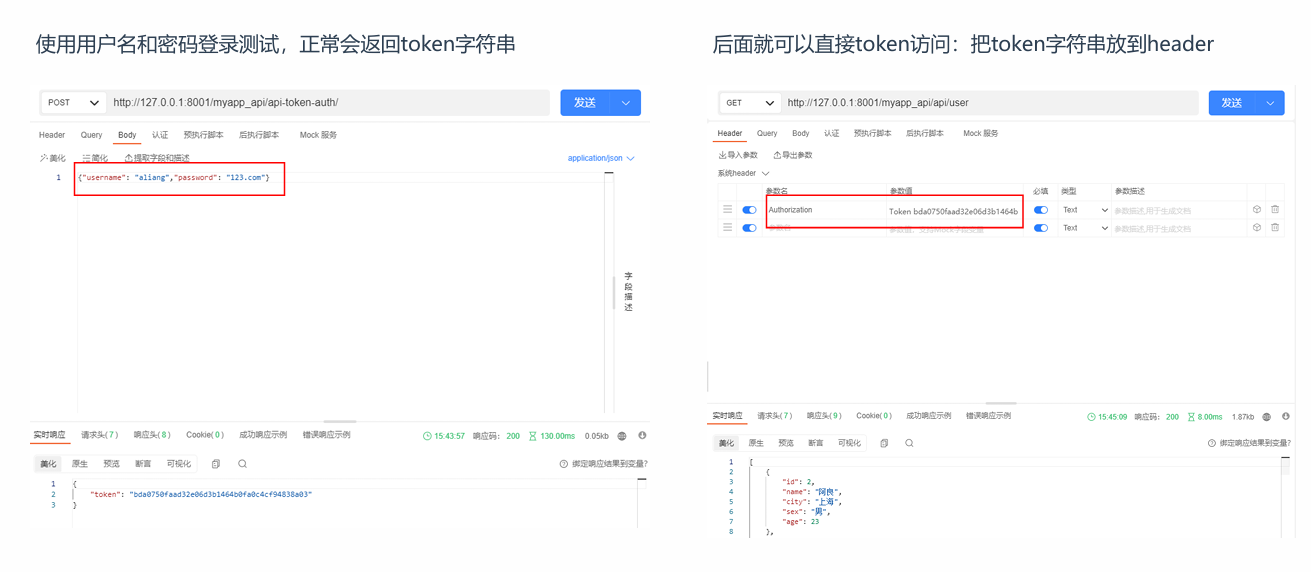 使用用户名和密码登录测试，正常会返回token字符串
POST
http://127.0.0.1:8001/myapp_api/api-token-auth/
发送
Header Query Body 认证 预执行脚本 后执行脚本 Mock 服务
美化 简化 提取字段和描述
application/json
1 {"username": "aliang","password": "123.com"}
字段描述
实时响应 请求头(7) 响应头(8) Cookie(0) 成功响应示例 错误响应示例
15:43:57 响应码: 200 130.00ms 0.05kb
美化 原生 预览 断言 可视化
绑定响应结果到变量?
1 {
2 "token": "bda0750faad32e06d3b1464b0fa0c4cf94838a03"
3 }
后面就可以直接token访问：把token字符串放到header
GET
http://127.0.0.1:8001/myapp_api/api/user
发送
Header Query Body 认证 预执行脚本 后执行脚本 Mock 服务
导入参数 导出参数
系统header
参数名 参数值 必填 类型 参数描述
Authorization Token bda0750faad32e06d3b1464b Text 参数描述,用于生成文档
Text 参数描述,用于生成文档
实时响应 请求头(7) 响应头(9) Cookie(0) 成功响应示例 错误响应示例
15:45:09 响应码: 200 8.00ms 1.87kb
美化 原生 预览 断言 可视化
绑定响应结果到变量?
1 [
2 {
3 "id": 2,
4 "name": "阿良",
5 "city": "上海",
6 "sex": "男",
7 "age": 23
8 },